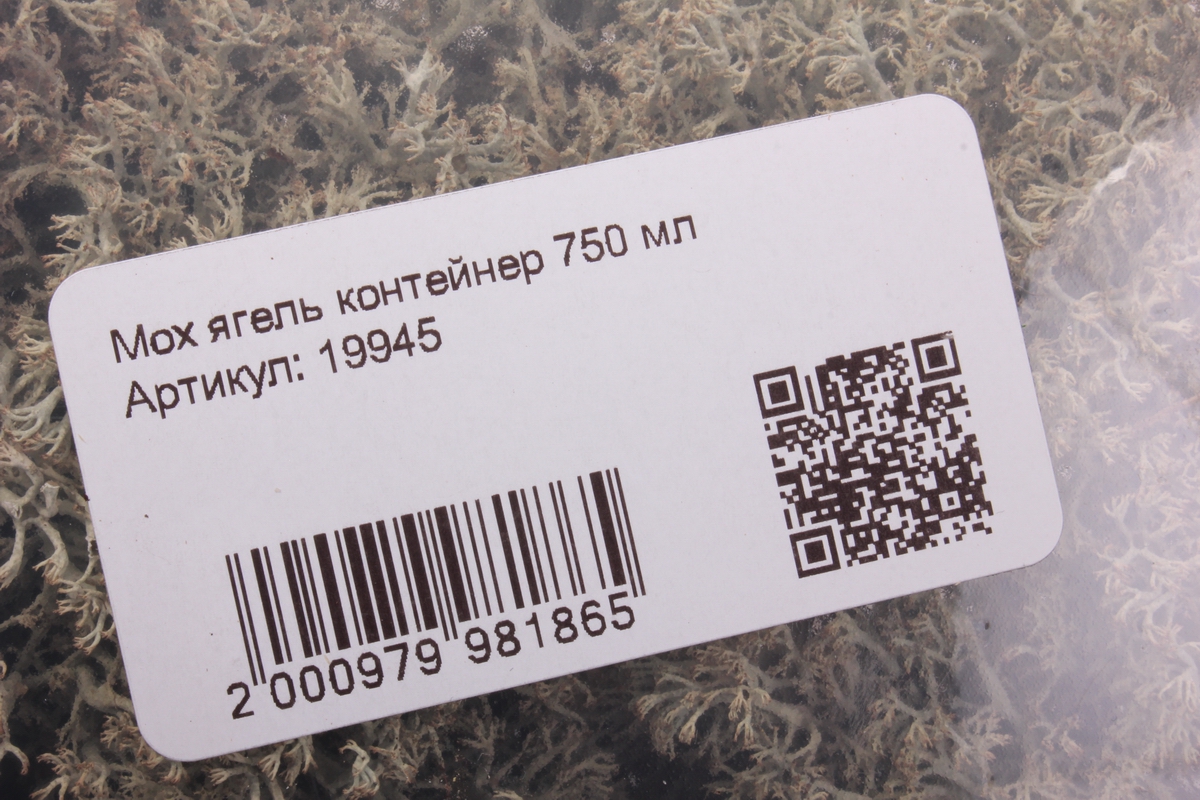 Мох ягель контейнер 750 мл
Артикул: 19945
2 000979 981865